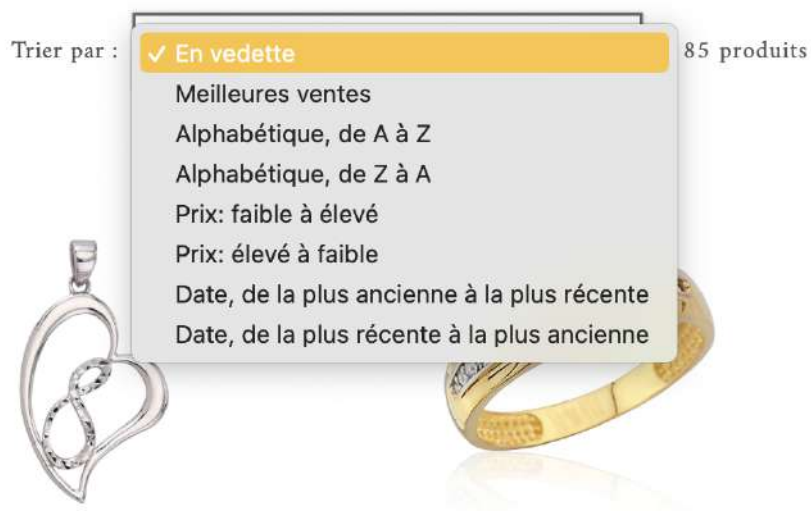 Trier par :
✓ En vedette
85 produits
Meilleures ventes
Alphabétique, de A à Z
Alphabétique, de Z à A
Prix: faible à élevé
Prix: élevé à faible
Date, de la plus ancienne à la plus récente
Date, de la plus récente à la plus ancienne